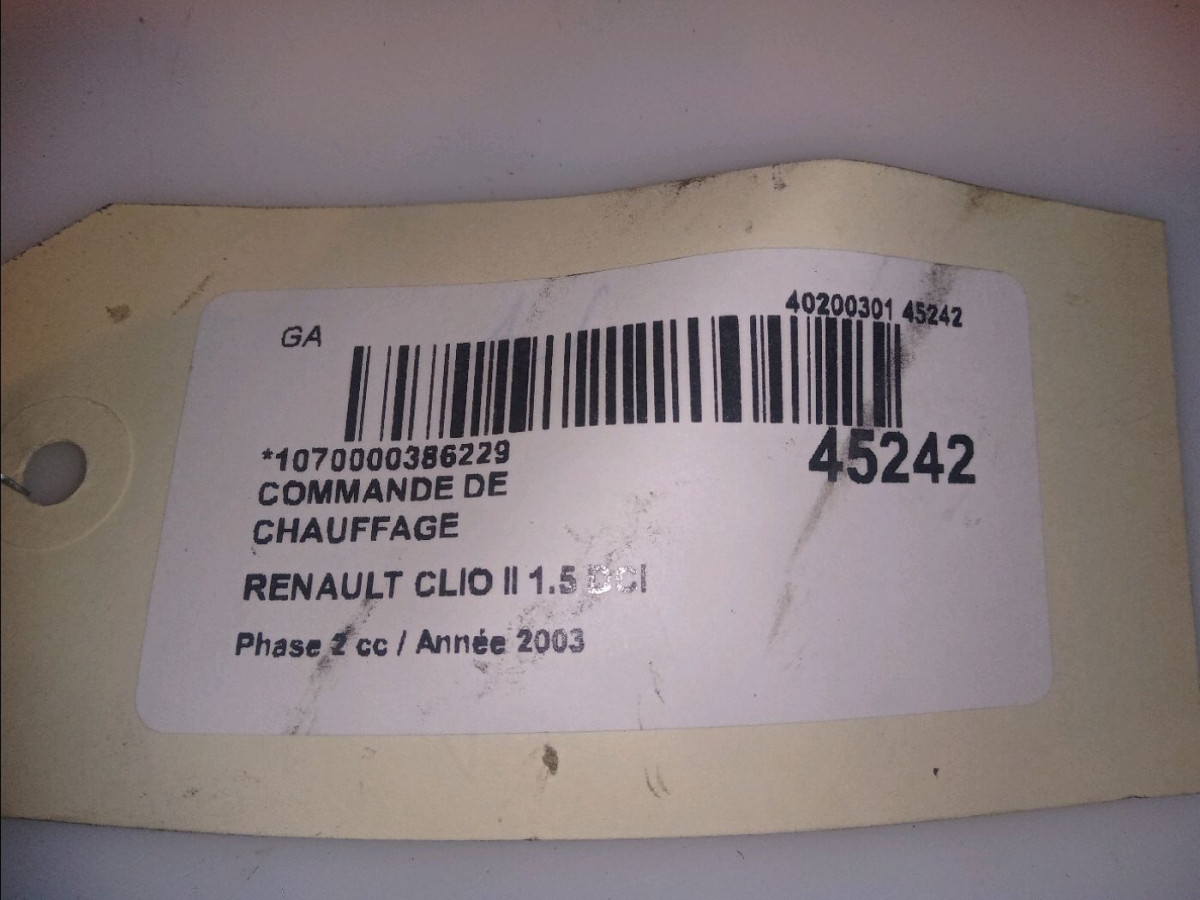 GA
40200301 45242
*1070000386229
45242
COMMANDE DE
CHAUFFAGE
RENAULT CLIO II 1.5 DCI
Phase 2 cc / Année 2003